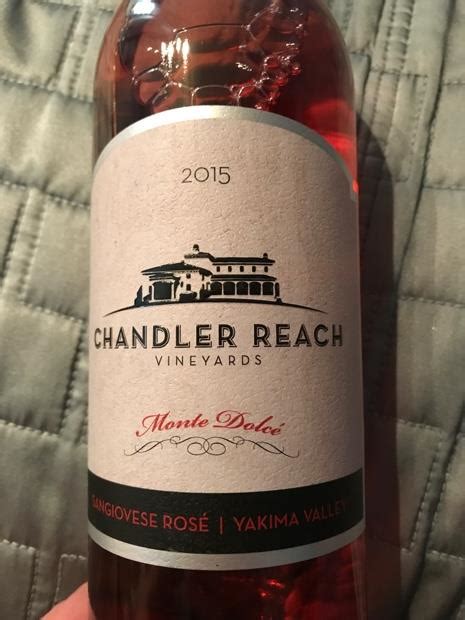 2015
CHANDLER REACH
VINEYARDS
Monte Dolcé
SANGIOVESE ROSÉ | YAKIMA VALLEY